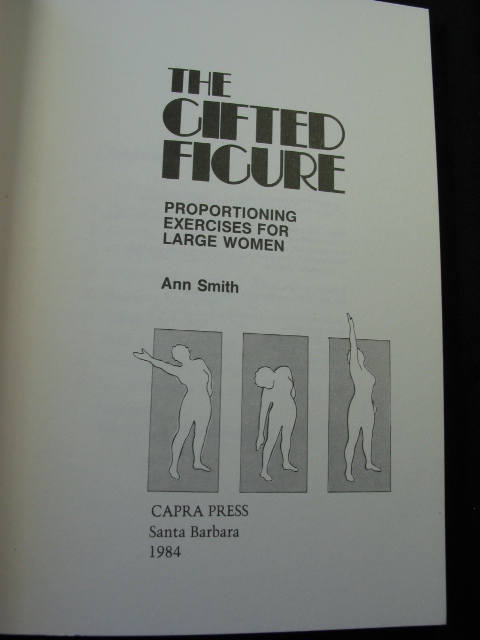 THE
GIFTED
FIGURE
PROPORTIONING
EXERCISES FOR
LARGE WOMEN
Ann Smith
CAPRA PRESS
Santa Barbara
1984